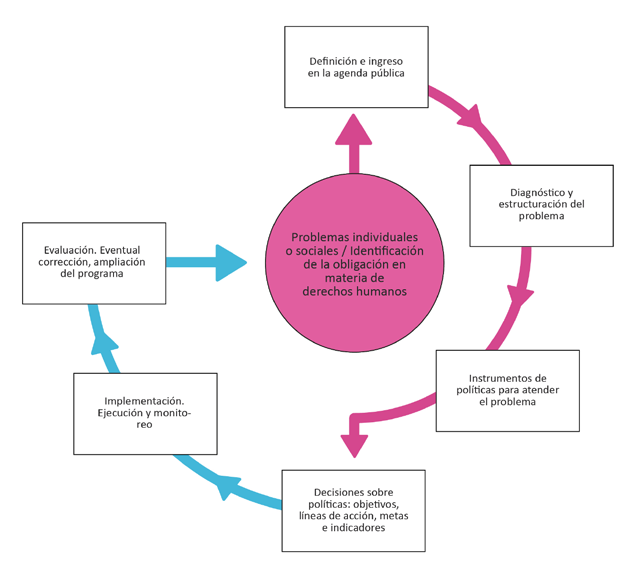 Definición e ingreso
en la agenda pública
Diagnóstico y
estructuración del
problema
Problemas individuales
o sociales / Identificación
de la obligación en
materia de
derechos humanos
Evaluación. Eventual
corrección, ampliación
del programa
Instrumentos de
políticas para atender
el problema
Implementación.
Ejecución y monito-
reo
Decisiones sobre
políticas: objetivos,
líneas de acción, metas
e indicadores